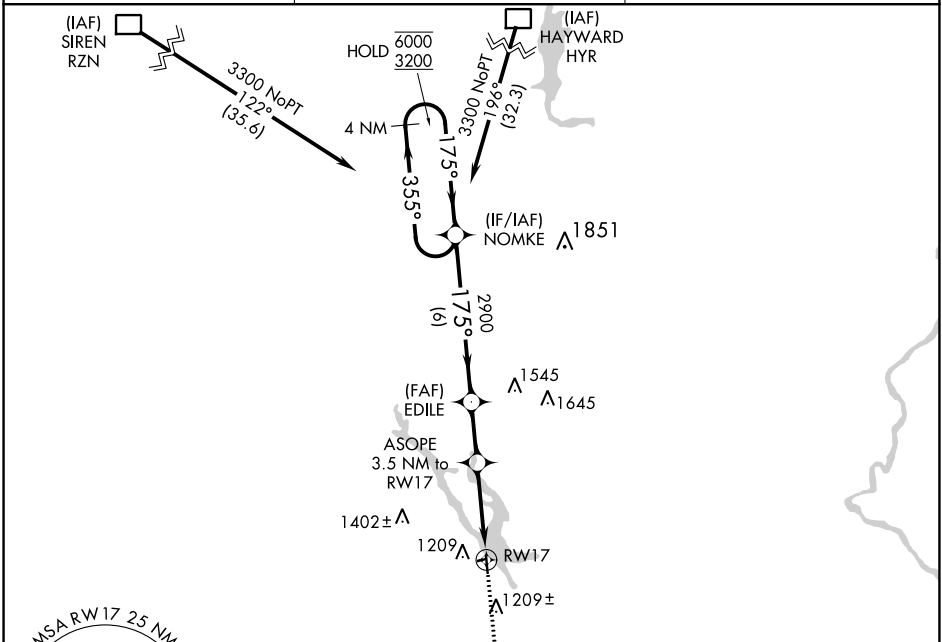 (IAF)
SIREN
RZN
3300 NoPT
122°
(35.6)
HOLD 6000
3200
4 NM
(IAF)
HAYWARD
HYR
3300 NoPT
196°
(32.3)
175°
355°
(IF/IAF)
NOMKE
1851
2900
175°
(6)
(FAF)
EDILE
1545
1645
ASOPE
3.5 NM to
RW17
1402±
1209
RW17
1209±
MSA RW17 25 NM